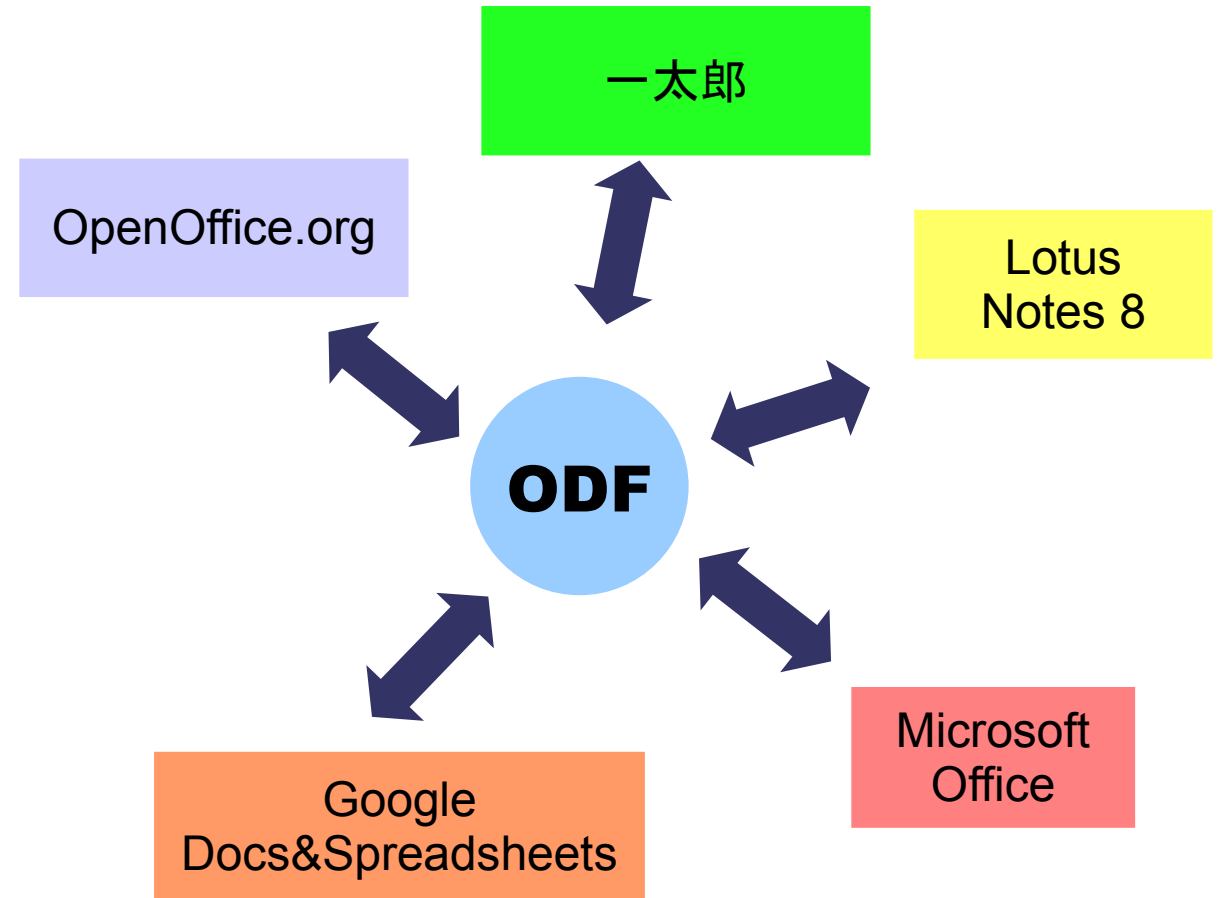 一太郎
OpenOffice.org
Lotus
Notes 8
ODF
Microsoft
Office
Google
Docs&Spreadsheets